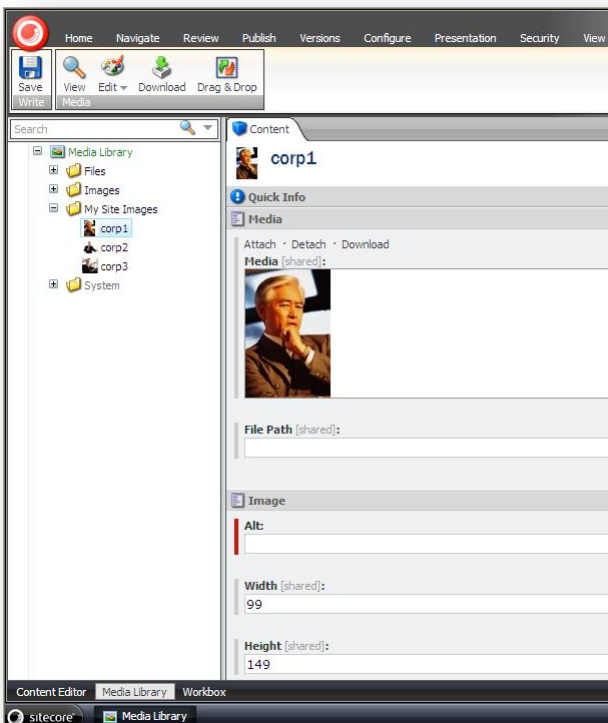 Home Navigate Review Publish Versions Configure Presentation Security View
Save View Edit Download Drag & Drop
Write Media
Search
Media Library
Files
Images
My Site Images
corp1
corp2
corp3
System
Content
corp1
Quick Info
Media
Attach · Detach · Download
Media [shared]:
File Path [shared]:
Image
Alt:
Width [shared]:
99
Height [shared]:
149
Content Editor Media Library Workbox
sitecore Media Library